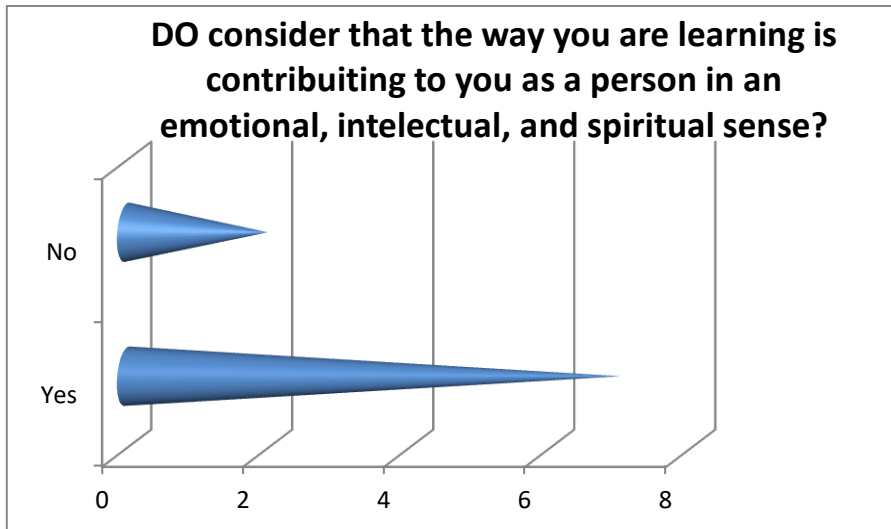 DO consider that the way you are learning is
contribuiting to you as a person in an
emotional, intelectual, and spiritual sense?
No
Yes
0 2 4 6 8